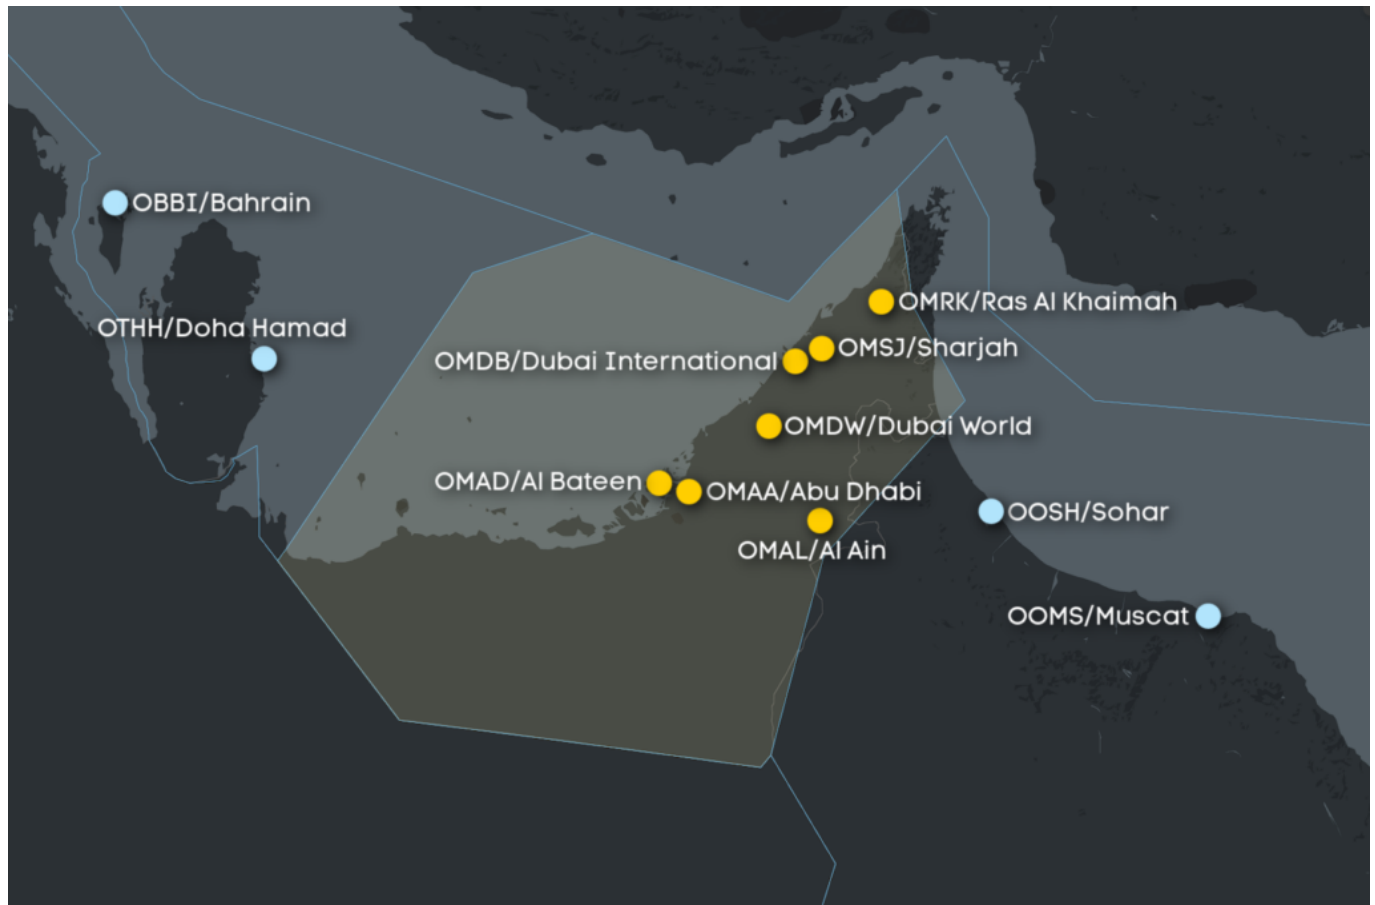 OBBI/Bahrain
OMRK/Ras Al Khaimah
OTHH/Doha Hamad
OMSJ/Sharjah
OMDB/Dubai International
OMDW/Dubai World
OMAD/Al Bateen
OMAA/Abu Dhabi
OOSH/Sohar
OMAL/Al Ain
OOMS/Muscat